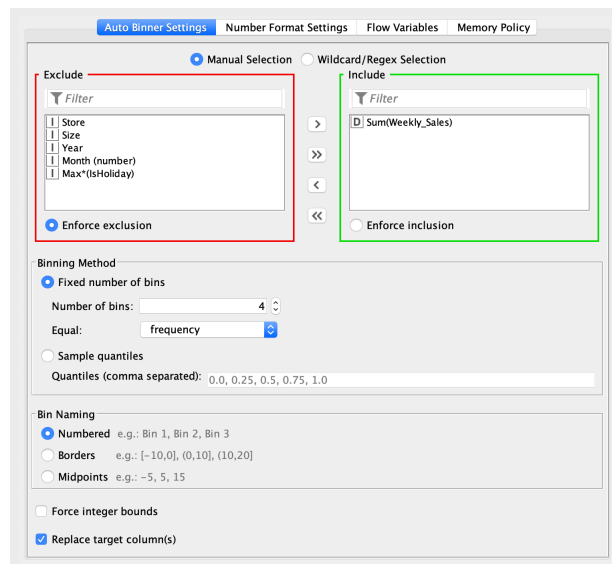 Auto Binner Settings Number Format Settings Flow Variables Memory Policy
Manual Selection Wildcard/Regex Selection
Exclude Include
Filter Filter
I Store D Sum(Weekly_Sales)
I Size
I Year
I Month (number)
I Max*(IsHoliday)
>
>>
<
<<
Enforce exclusion Enforce inclusion
Binning Method
Fixed number of bins
Number of bins: 4
Equal: frequency
Sample quantiles
Quantiles (comma separated): 0.0, 0.25, 0.5, 0.75, 1.0
Bin Naming
Numbered e.g.: Bin 1, Bin 2, Bin 3
Borders e.g.: [-10,0], (0,10], (10,20]
Midpoints e.g.: -5, 5, 15
Force integer bounds
Replace target column(s)